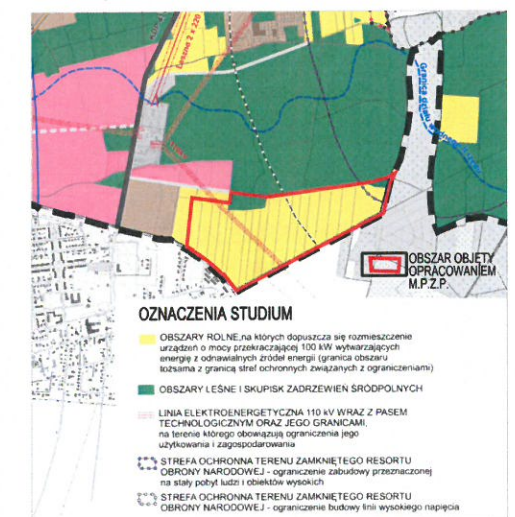 Leszno 2 x 220
OBSZAR OBJĘTY
OPRACOWANIEM
M.P.Z.P.
OZNACZENIA STUDIUM
OBSZARY ROLNE,na których dopuszcza się rozmieszczenie
urządzeń o mocy przekraczającej 100 kW wytwarzających
energię z odnawialnych źródeł energii (granica obszaru
tożsama z granicą stref ochronnych związanych z ograniczeniami)
OBSZARY LEŚNE I SKUPISK ZADRZEWIEŃ ŚRÓDPOLNYCH
LINIA ELEKTROENERGETYCZNA 110 kV WRAZ Z PASEM
TECHNOLOGICZNYM ORAZ JEGO GRANICAMI,
na terenie którego obowiązują ograniczenia jego
użytkowania i zagospodarowania
STREFA OCHRONNA TERENU ZAMKNIĘTEGO RESORTU
OBRONY NARODOWEJ - ograniczenie zabudowy przeznaczonej
na stały pobyt ludzi i obiektów wysokich
STREFA OCHRONNA TERENU ZAMKNIĘTEGO RESORTU
OBRONY NARODOWEJ - ograniczenie budowy linii wysokiego napięcia